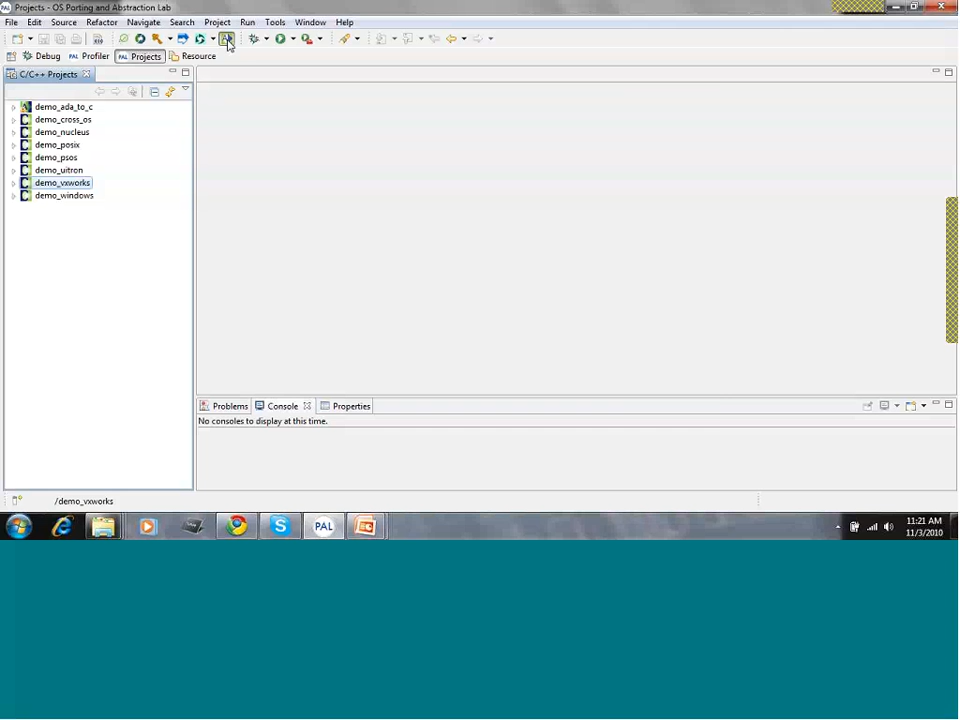 Projects - OS Porting and Abstraction Lab
File Edit Source Refactor Navigate Search Project Run Tools Window Help
Debug PAL Profiler PAL Projects Resource
C/C++ Projects
demo_ada_to_c
demo_cross_os
demo_nucleus
demo_posix
demo_psos
demo_uitron
demo_vxworks
demo_windows
Problems Console Properties
No consoles to display at this time.
/demo_vxworks
PAL
11:21 AM
11/3/2010